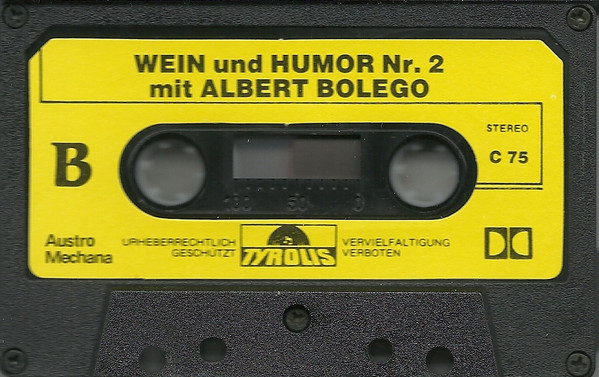 WEIN und HUMOR Nr. 2
mit ALBERT BOLEGO
STEREO
B
C 75
100 50 0
Austro
Mechana
URHEBERRECHTLICH
GESCHÜTZT
TYROLIS
VERVIELFALTIGUNG
VERBOTEN